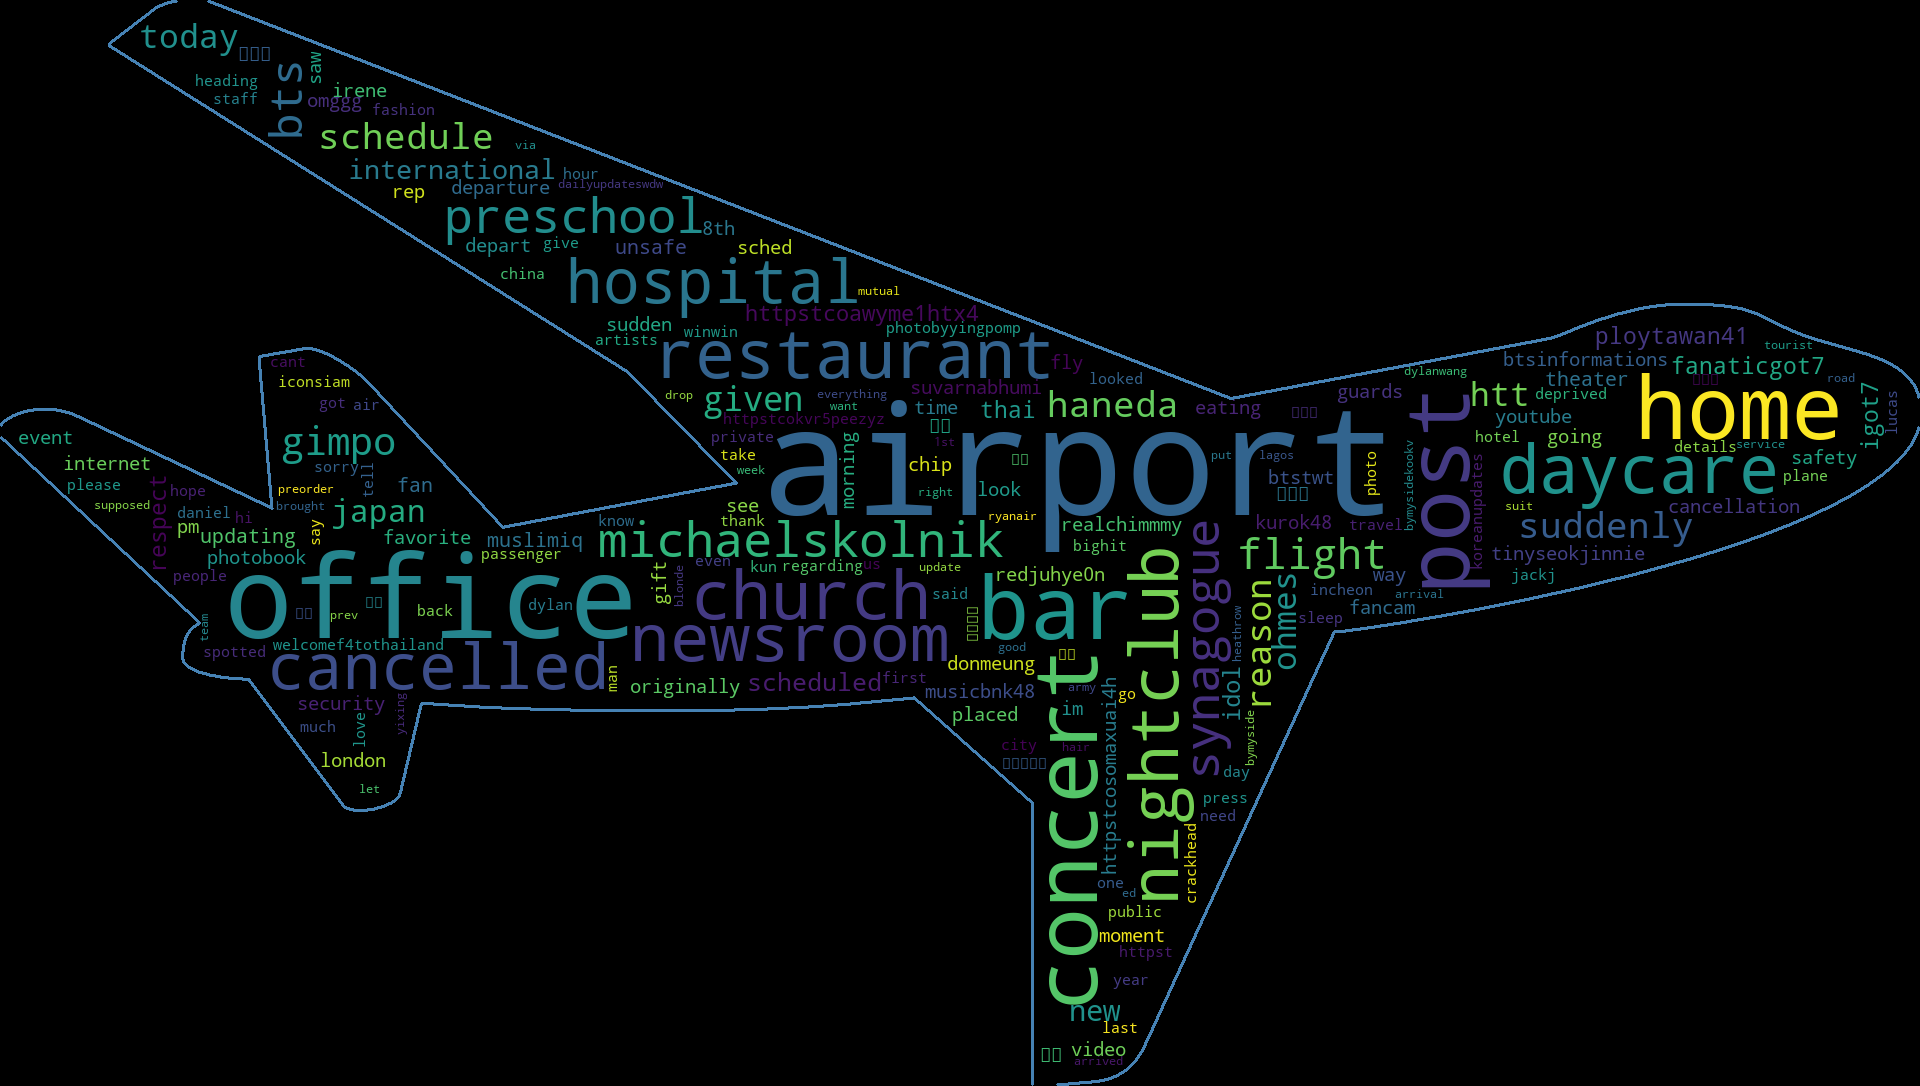 today
bts
saw
heading
staff
irene
omggg
fashion
schedule
via
international
hour
rep
departure
dailyupdateswdw
preschool
8th
depart
give
unsafe
sched
china
hospital
mutual
httpstcoawyme1htx4
sudden
winwin
photobyyingpomp
artists
restaurant
fly
looked
suvarnabhumi
drop
given
everything
want
time
thai
haneda
eating
guards
httpstcokvr5peezyz
private
morning
1st
airport
take
week
chip
put
lagos
photo
right
look
btstwt
see
thank
ryanair
know
michaelskolnik
realchimmmy
bighit
kurok48
travel
ploytawan41
tourist
btsinformations
fanaticgot7
dylanwang
theater
deprived
road
home
igot7
lucas
htt
post
youtube
hotel
going
details
service
safety
daycare
plane
bymysidekookv
koreanupdates
suit
cancellation
suddenly
tinyseokjinnie
jackj
cant
iconsiam
got
air
gimpo
sorry
tell
fan
event
internet
please
supposed
respect
hope
preorder
brought
daniel
hi
pm
updating
say
japan
favorite
muslimiq
passenger
photobook
people
office
team
prev
back
dylan
gift
blonde
even
kun
regarding
us
update
redjuhye0n
church
said
bar
newsroom
good
welcomef4tothailand
spotted
cancelled
man
originally
scheduled
first
donmeung
musicbnk48
army
go
placed
im
security
much
love
yixing
london
let
city
hair
concert
httpstcosomaxuai4h
nightclub
synagogue
flight
reason
ohmes
way
incheon
arrival
fancam
sleep
heathrow
idol
bymyside
day
press
need
crackhead
one
ed
public
moment
httpst
year
new
last
video
arrived